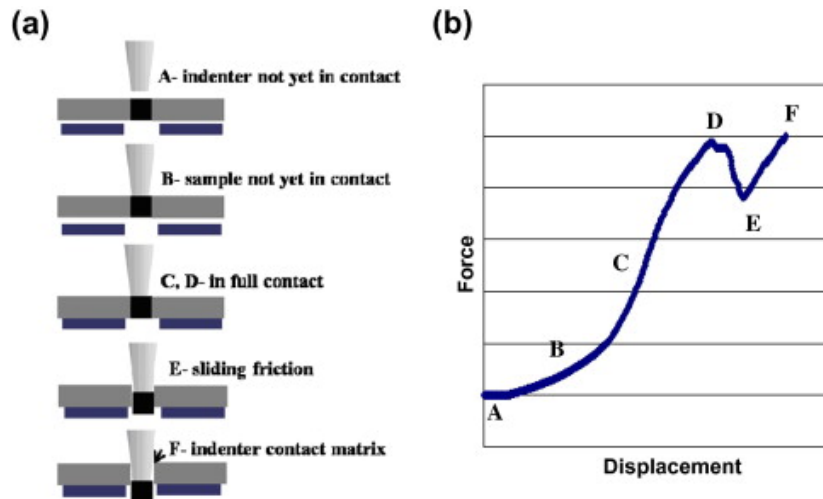 (a)
A- indenter not yet in contact
B- sample not yet in contact
C, D- in full contact
E- sliding friction
F- indenter contact matrix
(b)
D
F
E
C
B
A
Force
Displacement